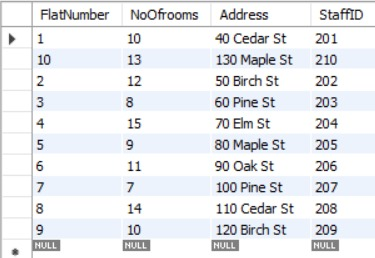 FlatNumber NoOfrooms Address StaffID
1 10 40 Cedar St 201
10 13 130 Maple St 210
2 12 50 Birch St 202
3 8 60 Pine St 203
4 15 70 Elm St 204
5 9 80 Maple St 205
6 11 90 Oak St 206
7 7 100 Pine St 207
8 14 110 Cedar St 208
9 10 120 Birch St 209
NULL NULL NULL NULL